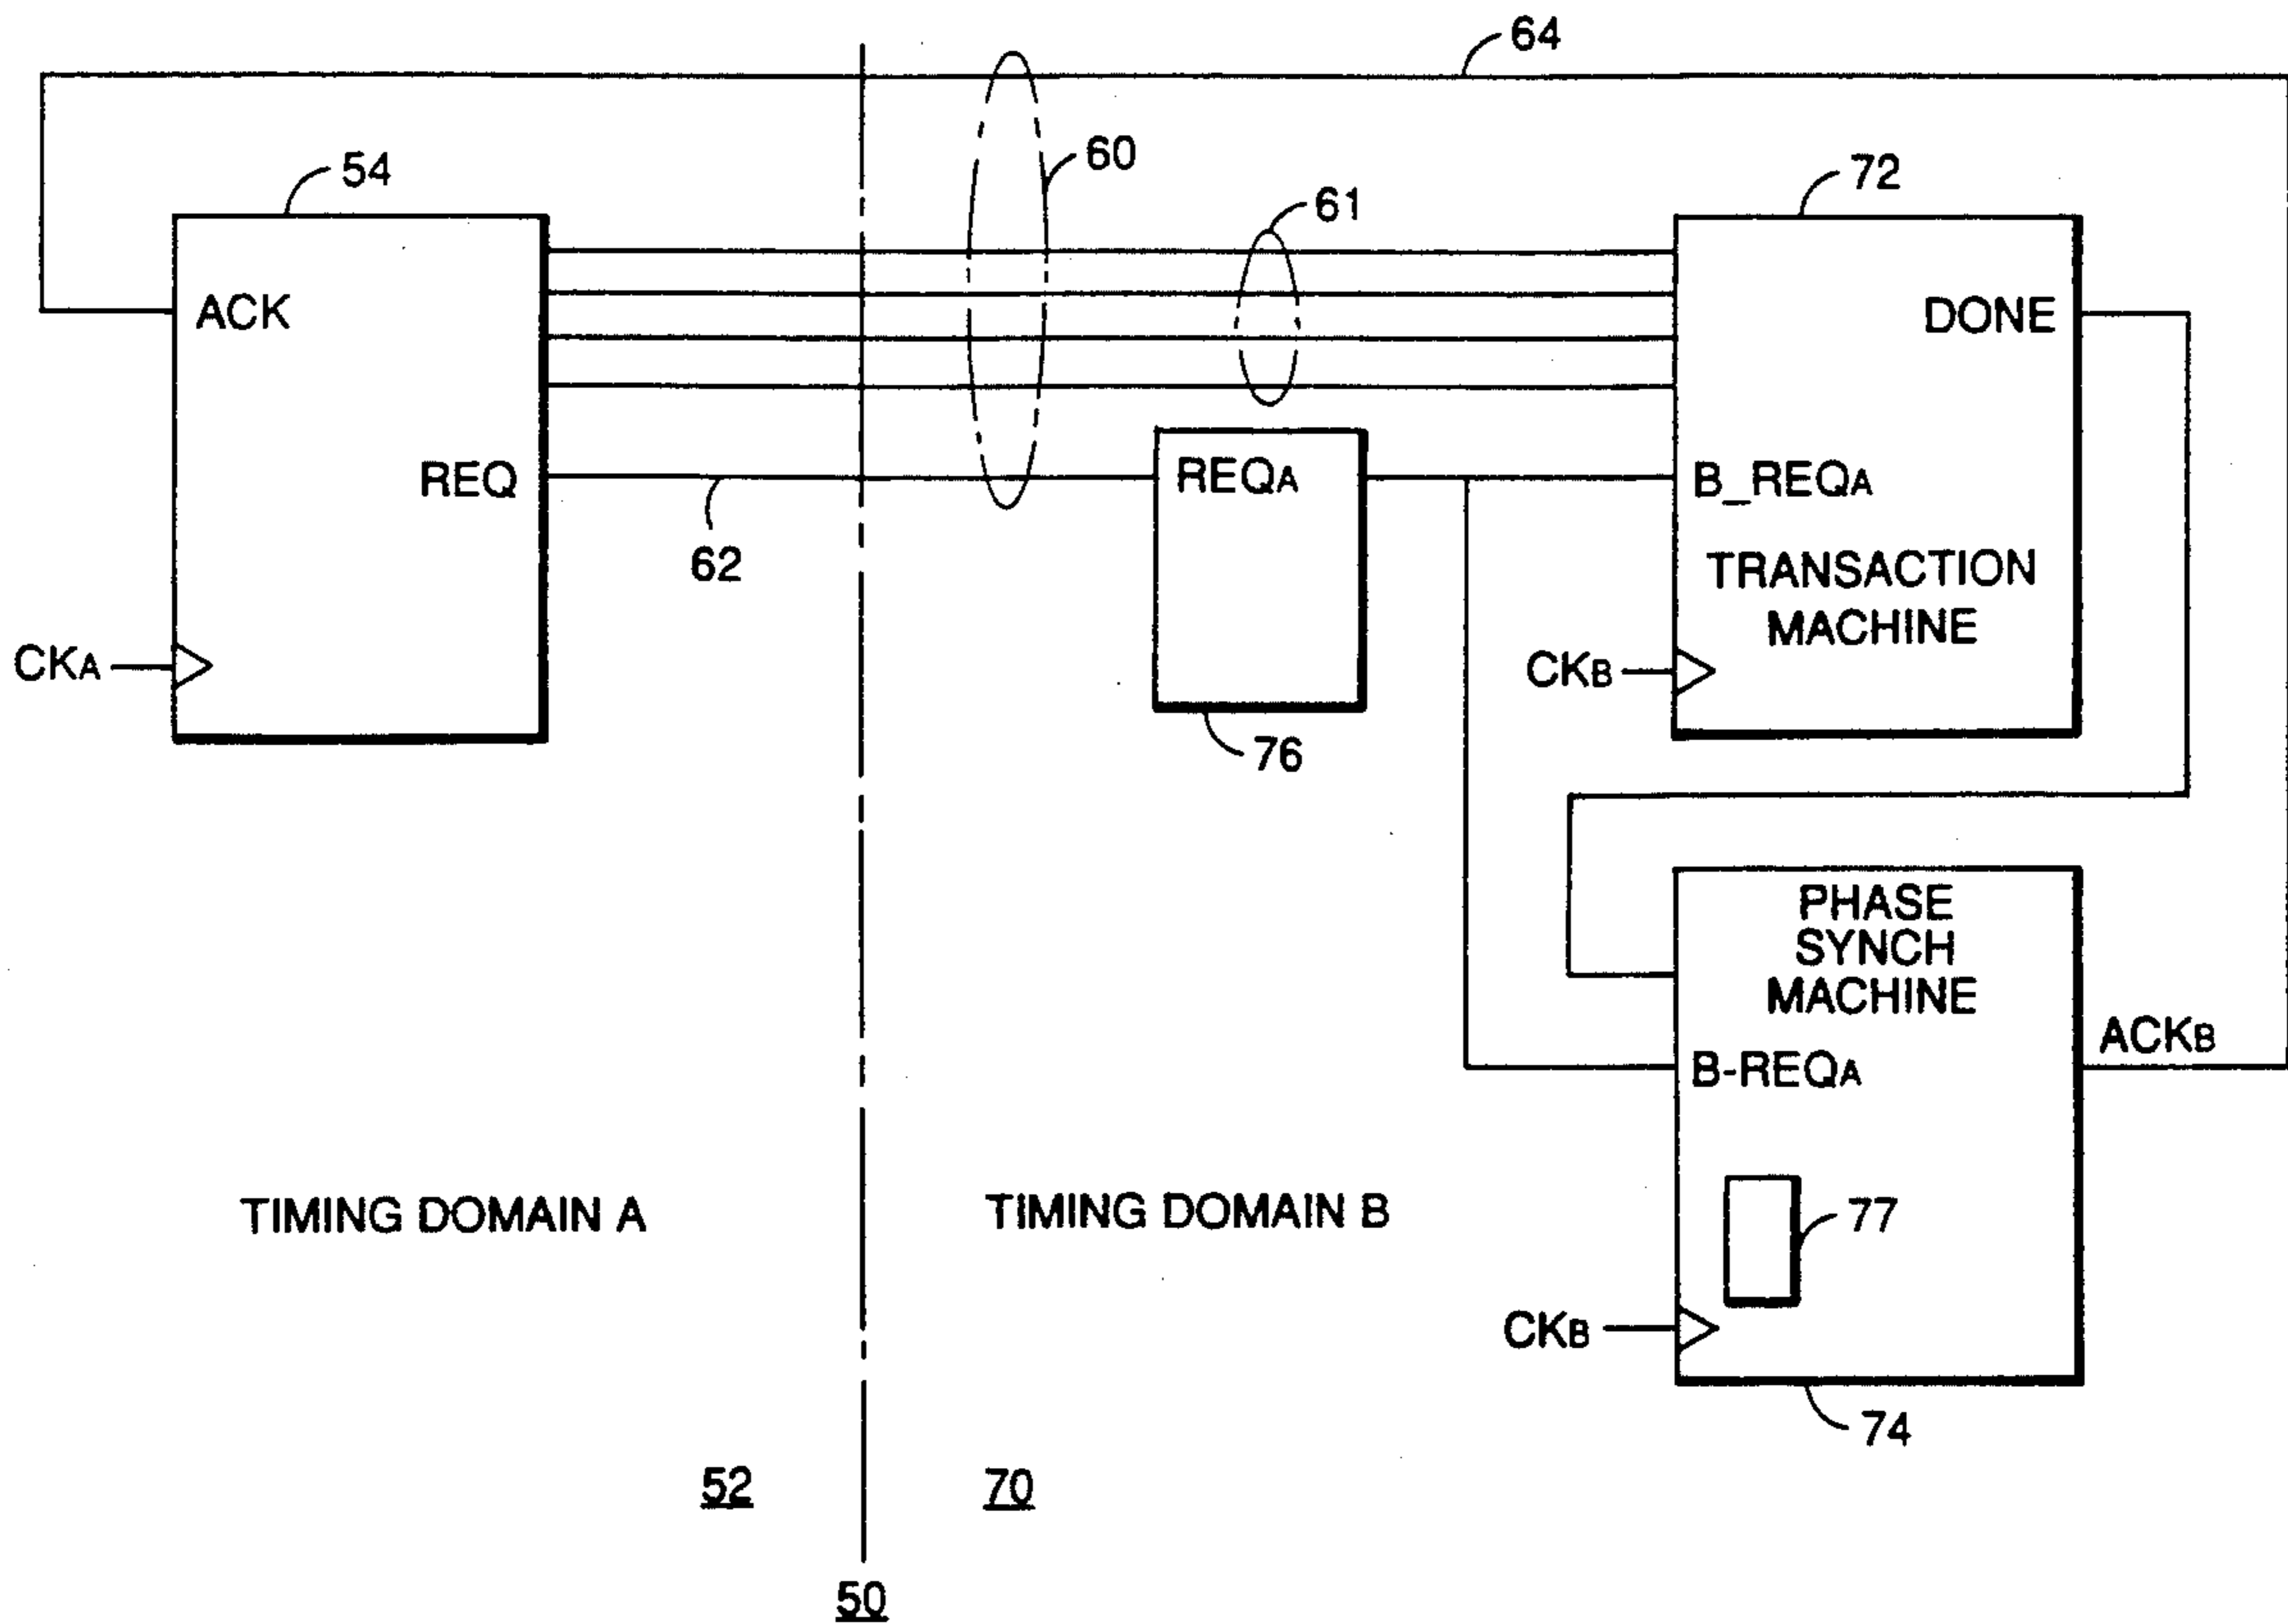 64
60
54
61
72
ACK
DONE
REQ
REQA
B_REQA
62
TRANSACTION
MACHINE
CKA
CKB
76
PHASE
SYNCH
MACHINE
ACKB
B-REQA
TIMING DOMAIN A
TIMING DOMAIN B
77
CKB
74
52
70
50